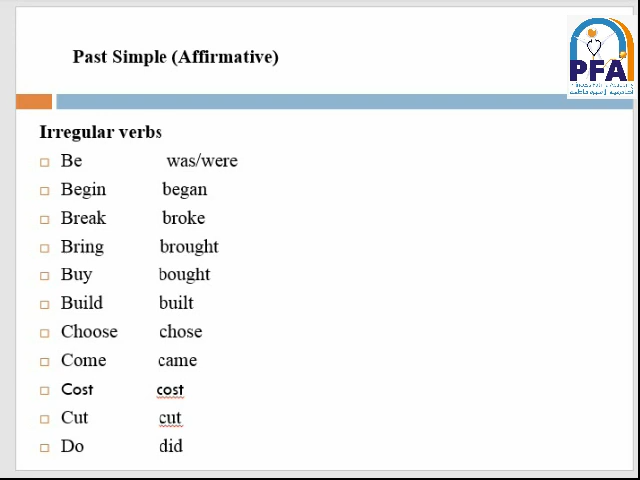 Past Simple (Affirmative)
PFA
Irregular verbs
Be was/were
Begin began
Break broke
Bring brought
Buy bought
Build built
Choose chose
Come came
Cost cost
Cut cut
Do did